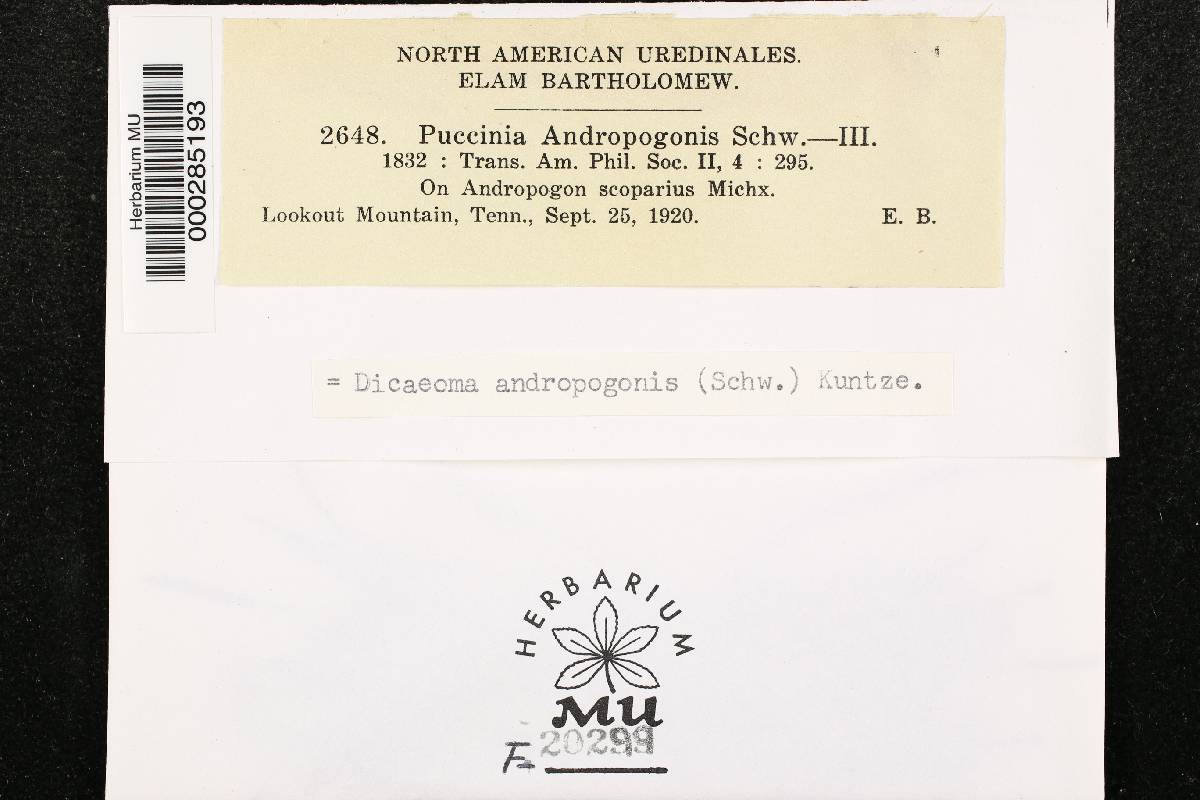 NORTH AMERICAN UREDINALES.
ELAM BARTHOLOMEW.
2648. Puccinia Andropogonis Schw.—III.
1832 : Trans. Am. Phil. Soc. II, 4 : 295.
On Andropogon scoparius Michx.
Lookout Mountain, Tenn., Sept. 25, 1920. E. B.
Herbarium MU
000285193
= Dicaeoma andropogonis (Schw.) Kuntze.
HERBARIUM
MU
F- 20299